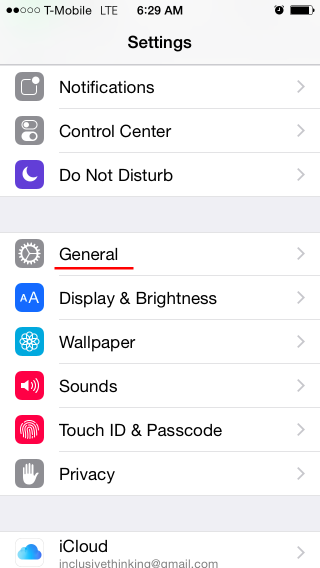 T-Mobile LTE 6:29 AM
Settings
Notifications
Control Center
Do Not Disturb
General
AA Display & Brightness
Wallpaper
Sounds
Touch ID & Passcode
Privacy
iCloud
inclusivethinking@gmail.com